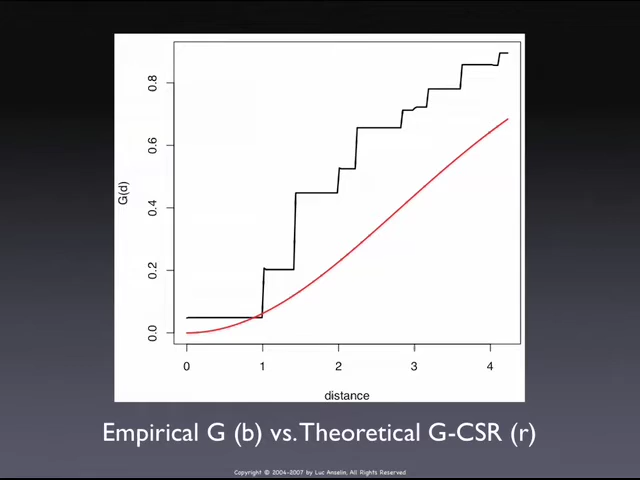 0.8
0.6
0.4
0.2
0.0
G(d)
0 1 2 3 4
distance
Empirical G (b) vs. Theoretical G-CSR (r)
Copyright © 2004-2007 by Luc Anselin, All Rights Reserved